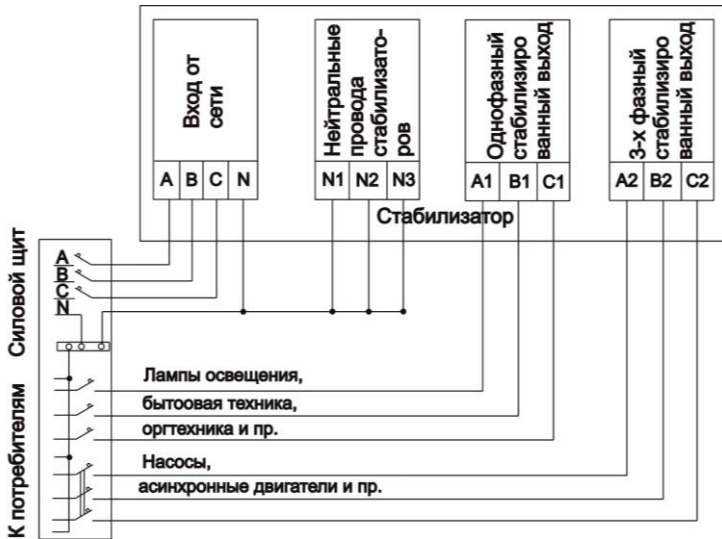 Вход от
сети
A B C N
Нейтральные
провода
стабилизато-
ров
N1 N2 N3
Однофазный
стабилизиро
ванный выход
A1 B1 C1
3-х фазный
стабилизиро
ванный выход
A2 B2 C2
Стабилизатор
Силовой щит
A
B
C
N
К потребителям
Лампы освещения,
бытоовая техника,
оргтехника и пр.
Насосы,
асинхронные двигатели и пр.